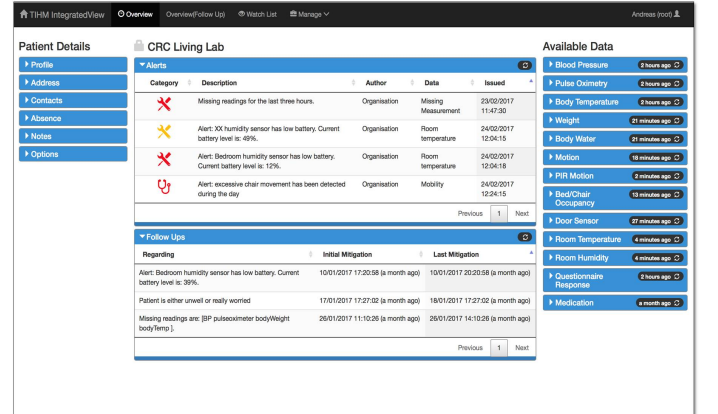 TIHM IntegratedView
Overview
Overview(Follow Up)
Watch List
Manage
Andreas (root)
Patient Details
Profile
Address
Contacts
Absence
Notes
Options
CRC Living Lab
Alerts
Category Description Author Data Issued
Missing readings for the last three hours. Organisation Missing 23/02/2017
Measurement 11:47:30
Alert: XX humidity sensor has low battery. Current Organisation Room 24/02/2017
battery level is: 49%. temperature 12:04:15
Alert: Bedroom humidity sensor has low battery. Organisation Room 24/02/2017
Current battery level is: 12%. temperature 12:04:18
Alert: excessive chair movement has been detected Organisation Mobility 24/02/2017
during the day 12:24:15
Previous 1 Next
Follow Ups
Regarding Initial Mitigation Last Mitigation
Alert: Bedroom humidity sensor has low battery. Current 10/01/2017 17:20:58 (a month ago) 10/01/2017 20:20:58 (a month ago)
battery level is: 39%.
Patient is either unwell or really worried 17/01/2017 17:27:02 (a month ago) 18/01/2017 17:27:02 (a month ago)
Missing readings are: ]BP pulseoximeter bodyWeight 26/01/2017 11:10:26 (a month ago) 26/01/2017 14:10:26 (a month ago)
bodyTemp ].
Previous 1 Next
Available Data
Blood Pressure 2 hours ago
Pulse Oximetry 2 hours ago
Body Temperature 2 hours ago
Weight 21 minutes ago
Body Water 21 minutes ago
Motion 18 minutes ago
PIR Motion 2 minutes ago
Bed/Chair 13 minutes ago
Occupancy
Door Sensor 27 minutes ago
Room Temperature 4 minutes ago
Room Humidity 4 minutes ago
Questionnaire 2 hours ago
Response
Medication a month ago